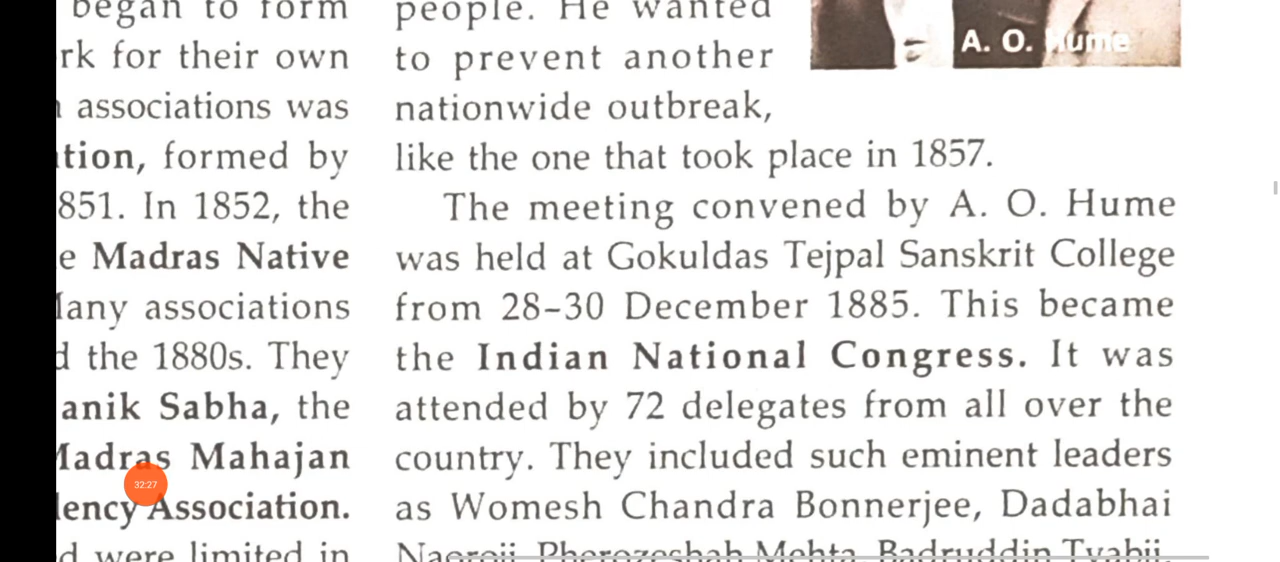 began to form
rk for their own
associations was
tion, formed by
851. In 1852, the
e Madras Native
any associations
d the 1880s. They
anik Sabha, the
Madras Mahajan
ency Association.
d were limited in
32:27
people. He wanted
to prevent another
nationwide outbreak,
like the one that took place in 1857.
The meeting convened by A. O. Hume
was held at Gokuldas Tejpal Sanskrit College
from 28–30 December 1885. This became
the Indian National Congress. It was
attended by 72 delegates from all over the
country. They included such eminent leaders
as Womesh Chandra Bonnerjee, Dadabhai
Naoroji, Pherozeshah Mehta, Badruddin Tyabji,
A. O. Hume